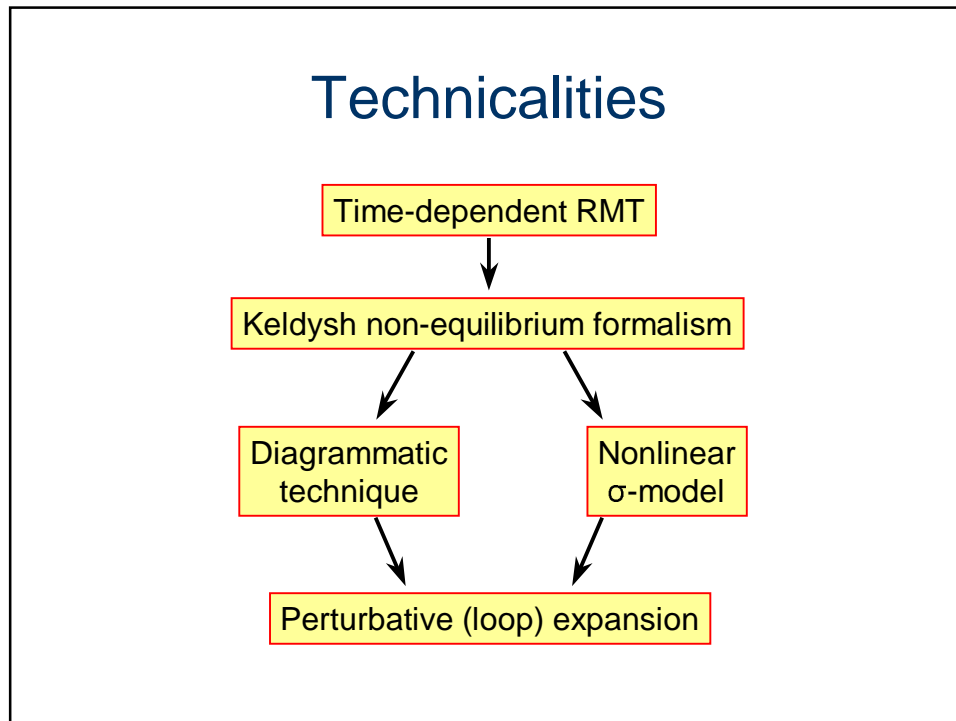 Technicalities
Time-dependent RMT
Keldysh non-equilibrium formalism
Diagrammatic
technique
Nonlinear
σ-model
Perturbative (loop) expansion